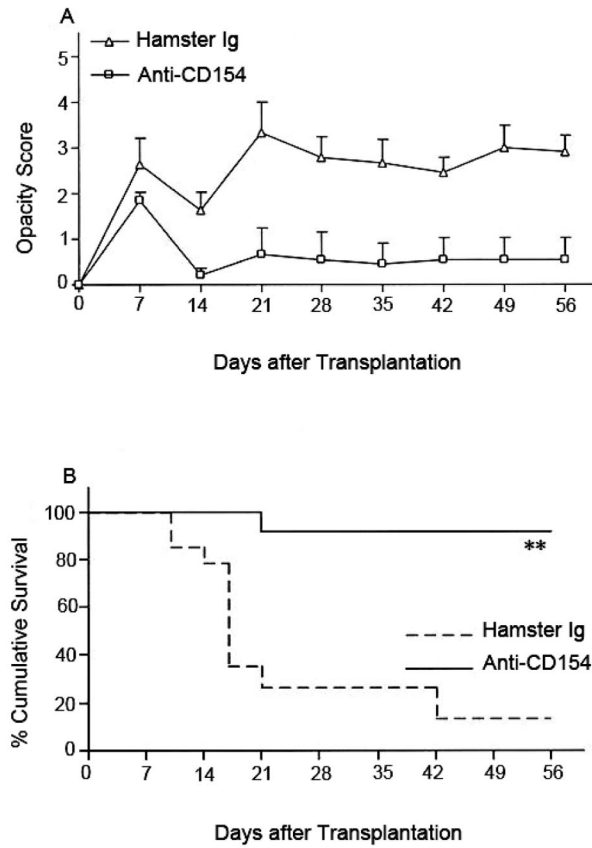 A
Hamster Ig
Anti-CD154
5
4
3
2
1
0
Opacity Score
0 7 14 21 28 35 42 49 56
Days after Transplantation
B
100
80
60
40
20
0
% Cumulative Survival
**
Hamster Ig
Anti-CD154
0 7 14 21 28 35 42 49 56
Days after Transplantation